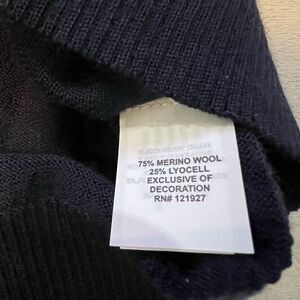 75% MERINO WOOL
25% LYOCELL
EXCLUSIVE OF
DECORATION
RN# 121927